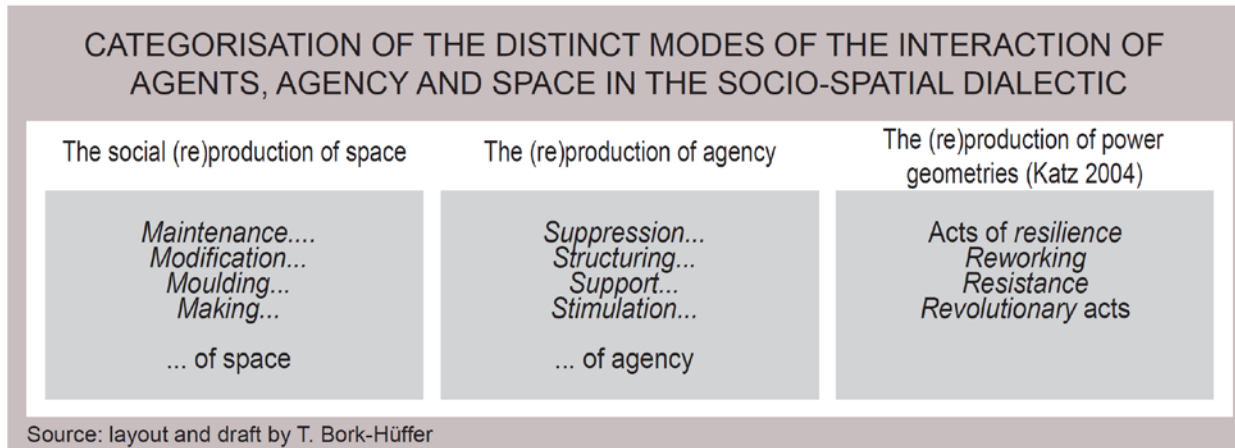 CATEGORISATION OF THE DISTINCT MODES OF THE INTERACTION OF
AGENTS, AGENCY AND SPACE IN THE SOCIO-SPATIAL DIALECTIC
The social (re)production of space
Maintenance....
Modification...
Moulding...
Making...
... of space
The (re)production of agency
Suppression...
Structuring...
Support...
Stimulation...
... of agency
The (re)production of power
geometries (Katz 2004)
Acts of resilience
Reworking
Resistance
Revolutionary acts
Source: layout and draft by T. Bork-Hüffer